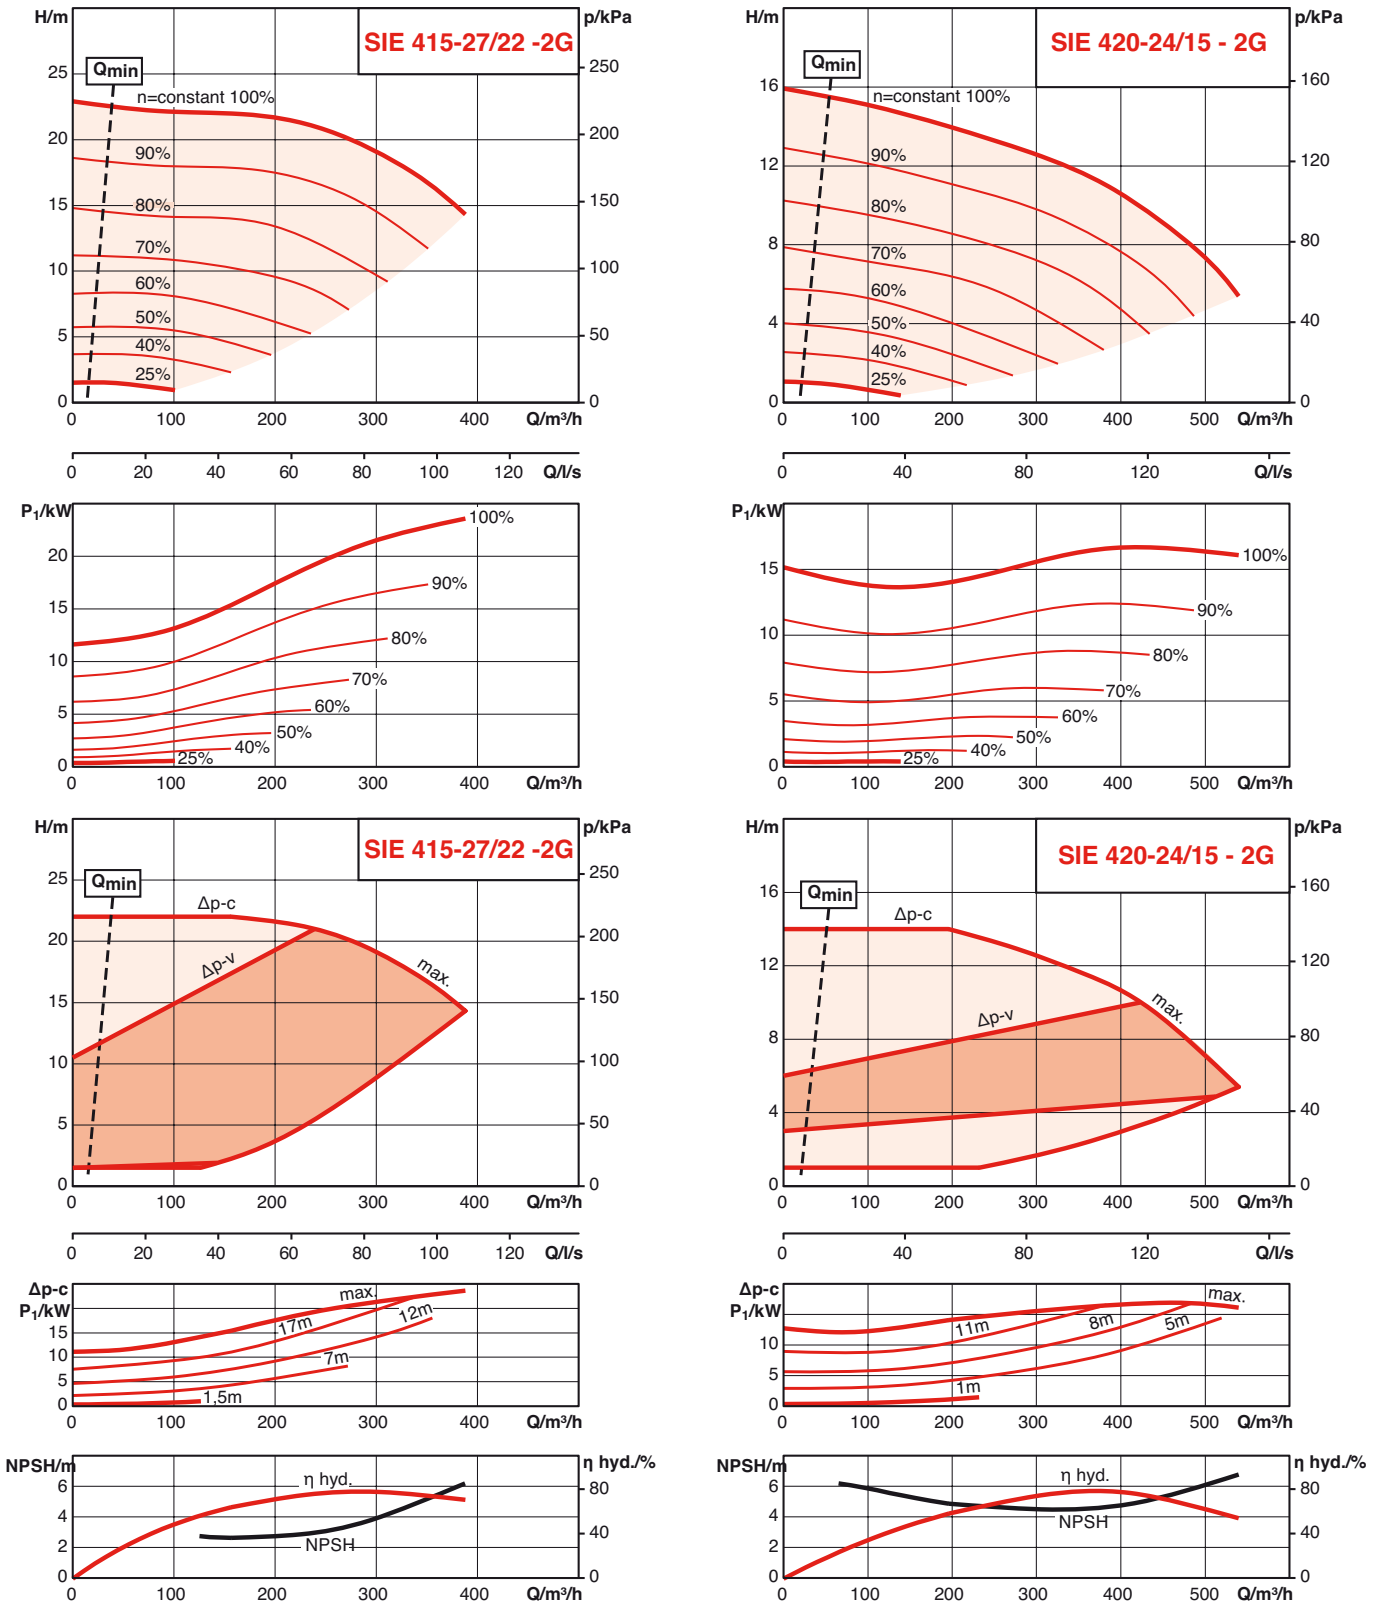 H/m
SIE 415-27/22 -2G
p/kPa
Qmin
n=constant 100%
90%
80%
70%
60%
50%
40%
25%
25
20
15
10
5
0
250
200
150
100
50
0
0 100 200 300 400 Q/m³/h
0 20 40 60 80 100 120 Q/l/s
P1/kW
20
15
10
5
0
100%
90%
80%
70%
60%
50%
40%
25%
0 100 200 300 400 Q/m³/h
H/m
SIE 415-27/22 -2G
p/kPa
Qmin
Δp-c
Δp-v
max.
25
20
15
10
5
0
250
200
150
100
50
0
0 100 200 300 400 Q/m³/h
0 20 40 60 80 100 120 Q/l/s
Δp-c
P1/kW
15
10
5
0
max.
17m
12m
7m
1,5m
0 100 200 300 400 Q/m³/h
NPSH/m
η hyd./%
6
4
2
0
η hyd.
NPSH
80
40
0
0 100 200 300 400 Q/m³/h
H/m
SIE 420-24/15 - 2G
p/kPa
Qmin
n=constant 100%
90%
80%
70%
60%
50%
40%
25%
16
12
8
4
0
160
120
80
40
0
0 100 200 300 400 500 Q/m³/h
0 40 80 120 Q/l/s
P1/kW
15
10
5
0
100%
90%
80%
70%
60%
50%
40%
25%
0 100 200 300 400 500 Q/m³/h
H/m
SIE 420-24/15 - 2G
p/kPa
Qmin
Δp-c
Δp-v
max.
16
12
8
4
0
160
120
80
40
0
0 100 200 300 400 500 Q/m³/h
0 40 80 120 Q/l/s
Δp-c
P1/kW
10
5
0
max.
11m
8m
5m
1m
0 100 200 300 400 500 Q/m³/h
NPSH/m
η hyd./%
6
4
2
0
η hyd.
NPSH
80
40
0
0 100 200 300 400 500 Q/m³/h